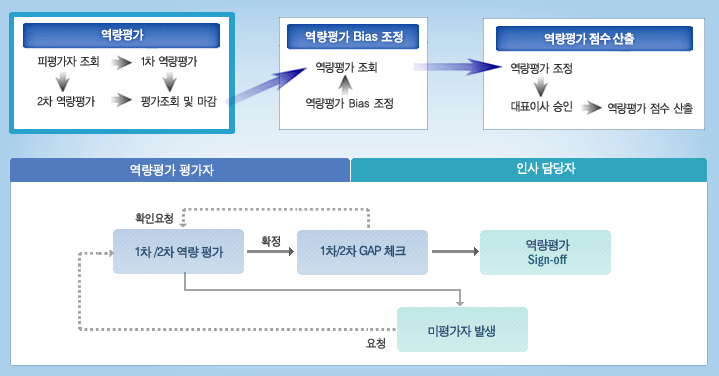 역량평가
피평가자 조회
1차 역량평가
2차 역량평가
평가조회 및 마감
역량평가 Bias 조정
역량평가 조회
역량평가 Bias 조정
역량평가 점수 산출
역량평가 조정
대표이사 승인
역량평가 점수 산출
역량평가 평가자
인사 담당자
확인요청
1차 /2차 역량 평가
확정
1차/2차 GAP 체크
역량평가
Sign-off
미평가자 발생
요청